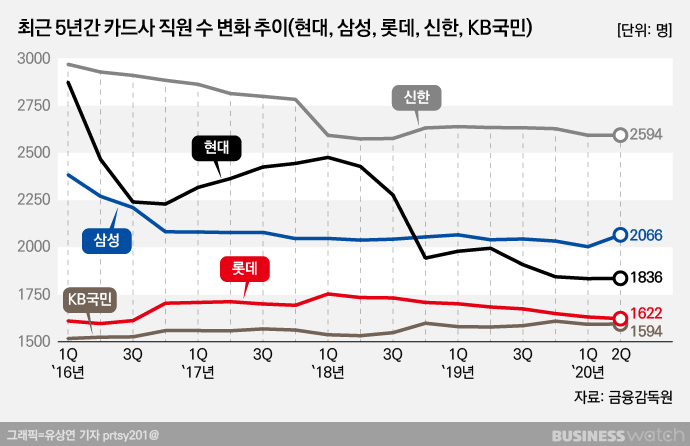 최근 5년간 카드사 직원 수 변화 추이(현대, 삼성, 롯데, 신한, KB국민)
[단위: 명]
3000
2750
2500
2250
2000
1750
1500
신한
현대
삼성
롯데
KB국민
2594
2066
1836
1622
1594
1Q 3Q 1Q 3Q 1Q 3Q 1Q 3Q 1Q 2Q
'16년 '17년 '18년 '19년 '20년
자료: 금융감독원
그래픽=유상연 기자 prtsy201@
BUSINESSwatch